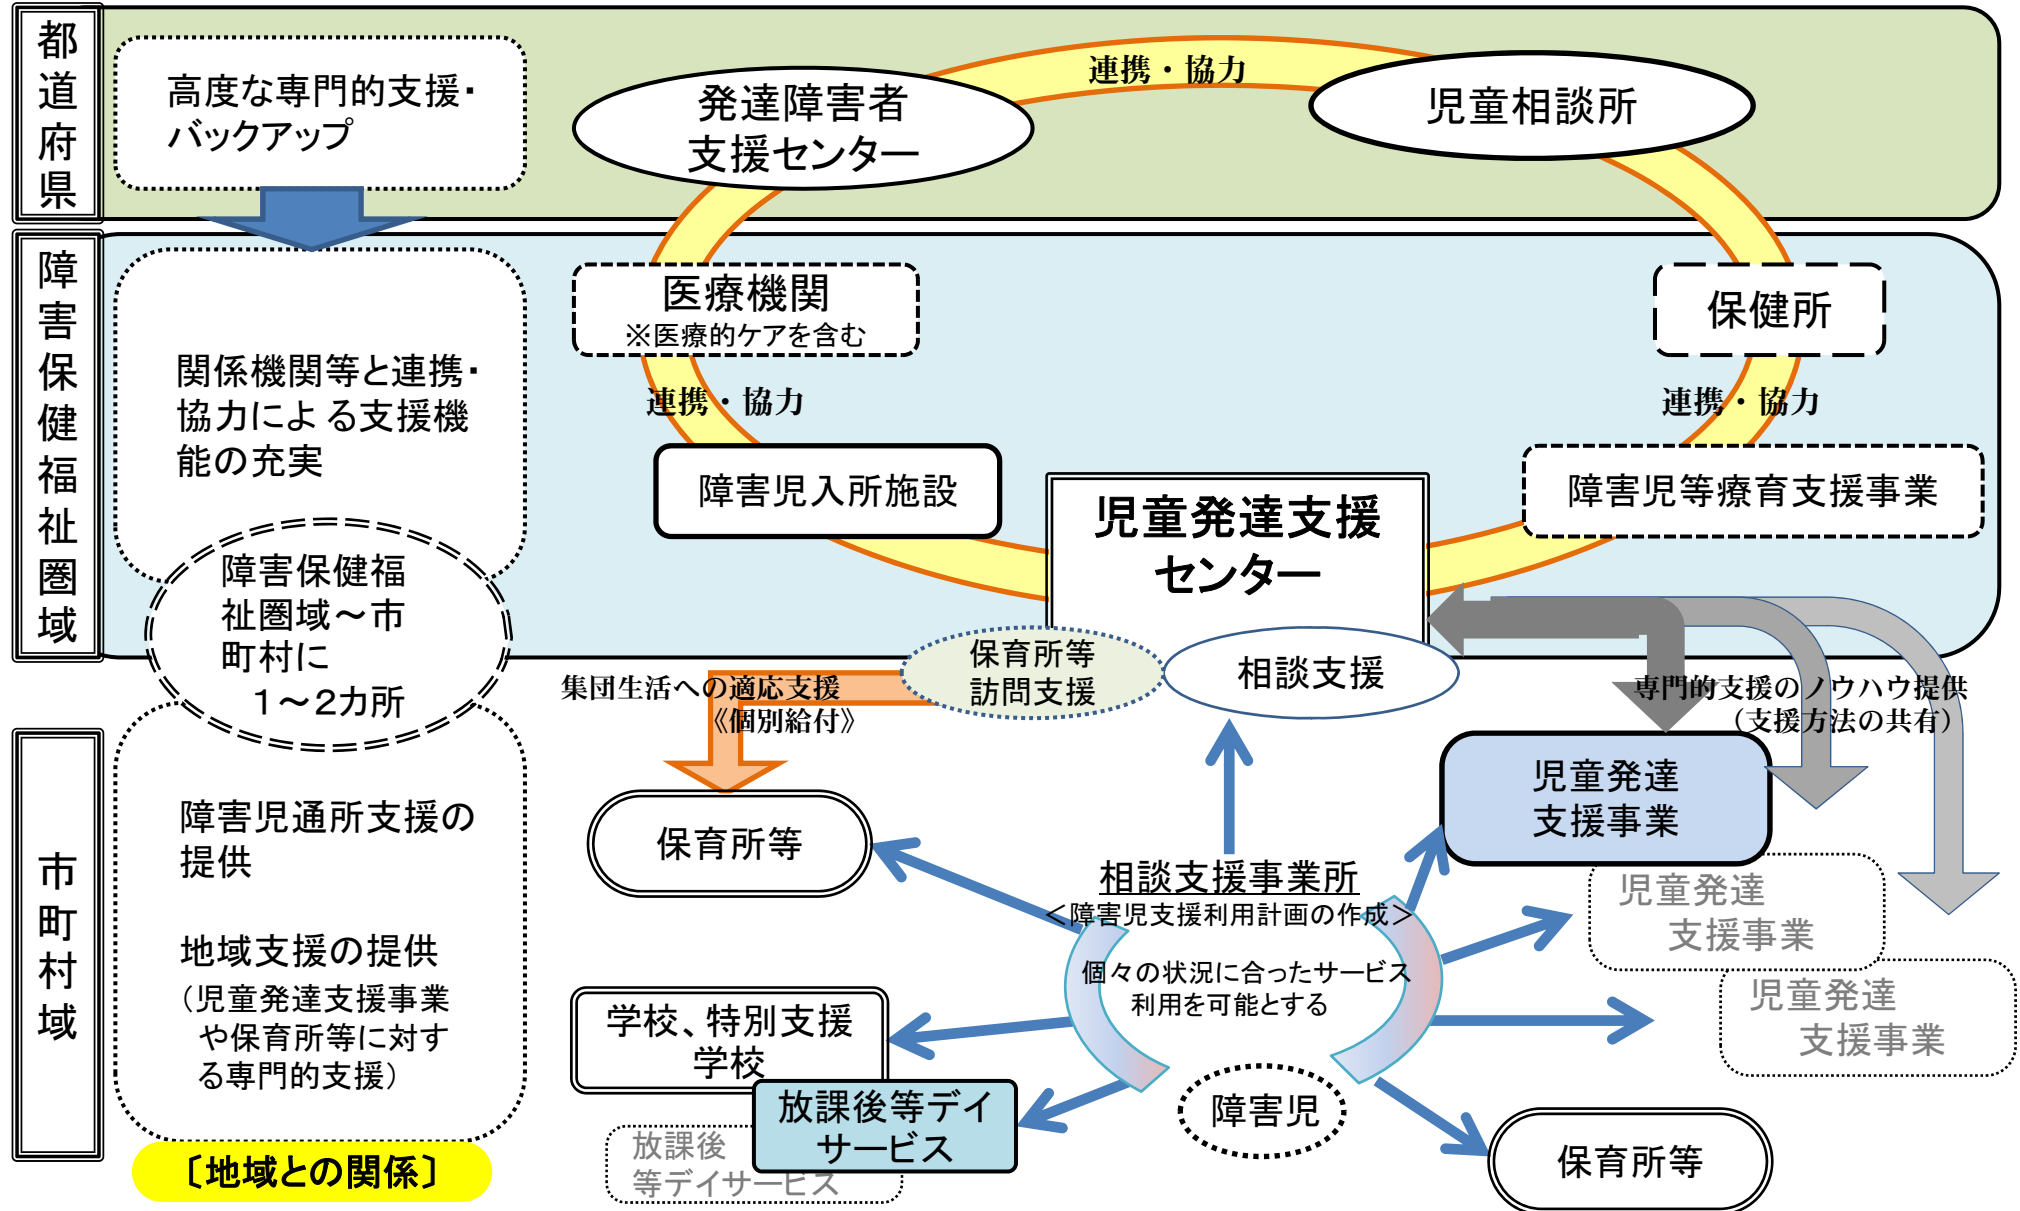 都道府県
高度な専門的支援・
バックアップ
発達障害者
支援センター
連携・協力
児童相談所
障害保健福祉圏域
関係機関等と連携・
協力による支援機
能の充実
医療機関
※医療的ケアを含む
保健所
連携・協力
連携・協力
障害児入所施設
児童発達支援
センター
障害児等療育支援事業
障害保健福
祉圏域～市
町村に
１～２カ所
保育所等
訪問支援
相談支援
集団生活への適応支援
《個別給付》
専門的支援のノウハウ提供
（支援方法の共有）
市町村域
障害児通所支援の
提供
地域支援の提供
（児童発達支援事業
や保育所等に対す
る専門的支援）
〔地域との関係〕
保育所等
児童発達
支援事業
児童発達
支援事業
児童発達
支援事業
相談支援事業所
＜障害児支援利用計画の作成＞
個々の状況に合ったサービス
利用を可能とする
学校、特別支援
学校
放課後等デイ
サービス
放課後
等デイサービス
障害児
保育所等